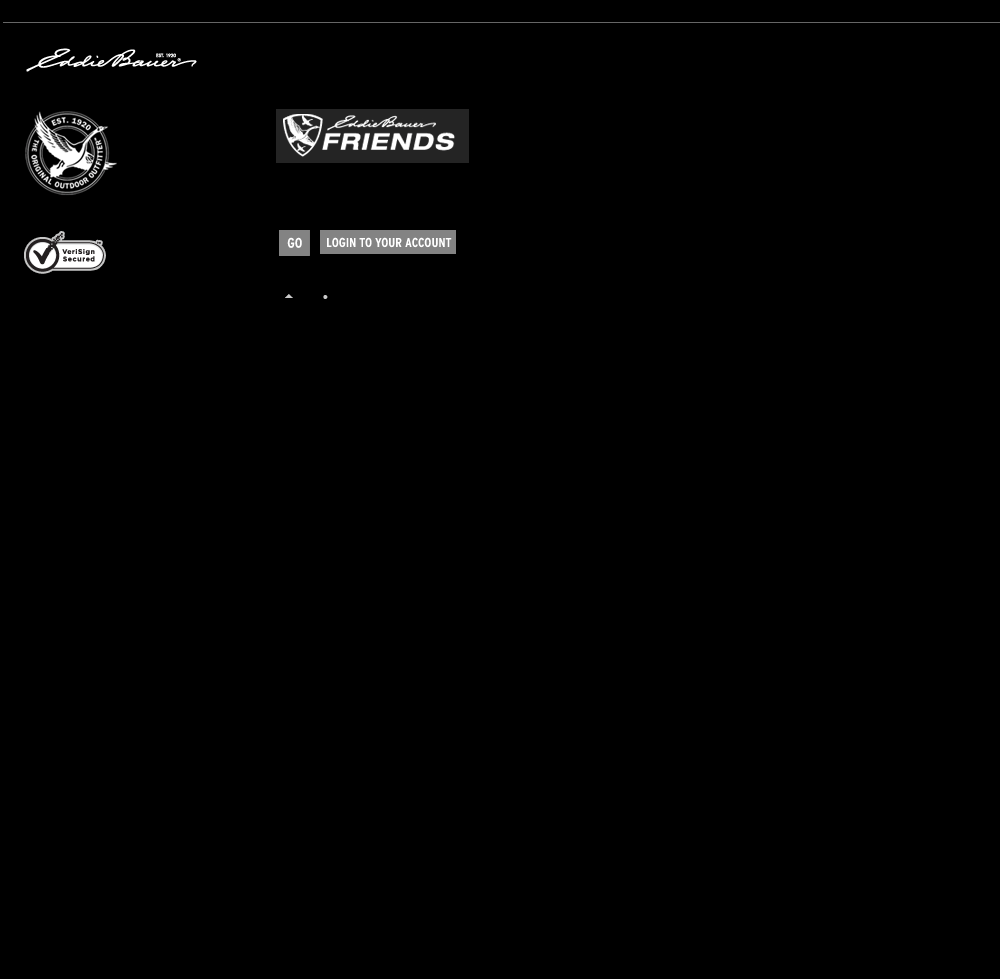 Eddie Bauer
EST. 1920
EST. 1920
THE ORIGINAL OUTDOOR OUTFITTER
Eddie Bauer
FRIENDS
VeriSign
Secured
GO
LOGIN TO YOUR ACCOUNT